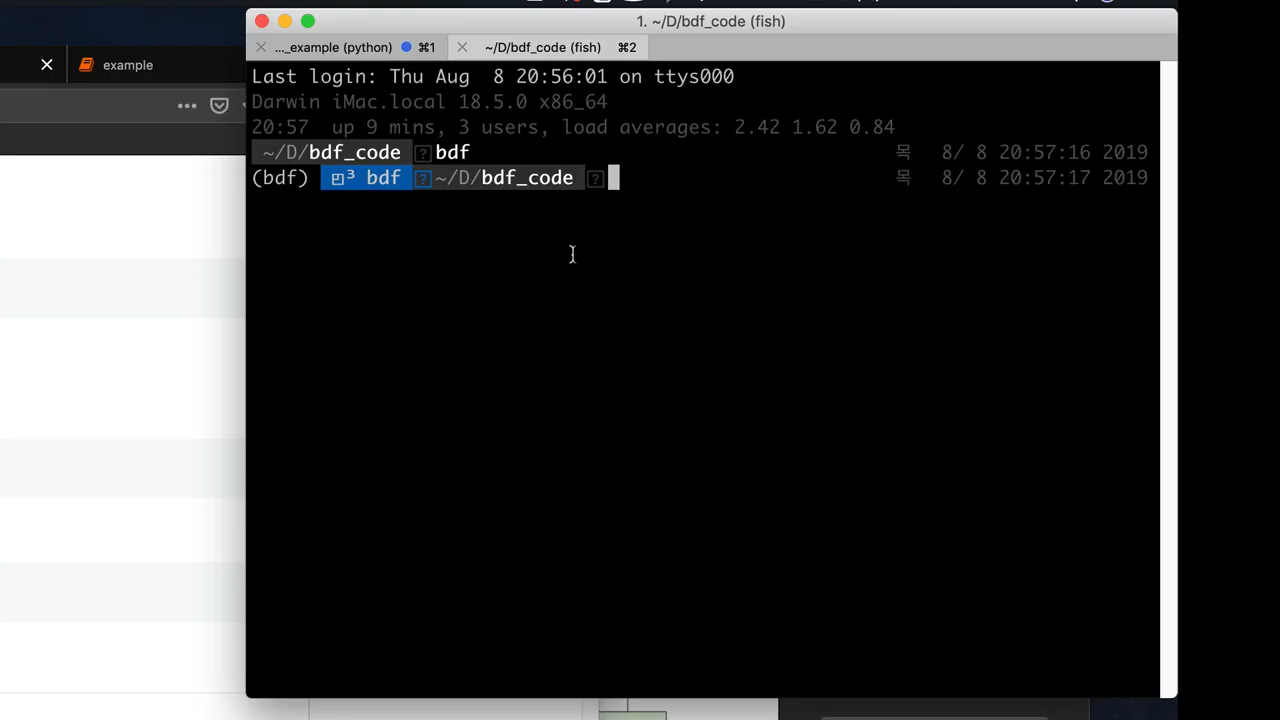 1. ~/D/bdf_code (fish)
..._example (python) ⌘1 ~/D/bdf_code (fish) ⌘2
example
Last login: Thu Aug  8 20:56:01 on ttys000
Darwin iMac.local 18.5.0 x86_64
20:57  up 9 mins, 3 users, load averages: 2.42 1.62 0.84
~/D/bdf_code bdf 목  8/ 8 20:57:16 2019
(bdf) ◰³ bdf ~/D/bdf_code 목  8/ 8 20:57:17 2019